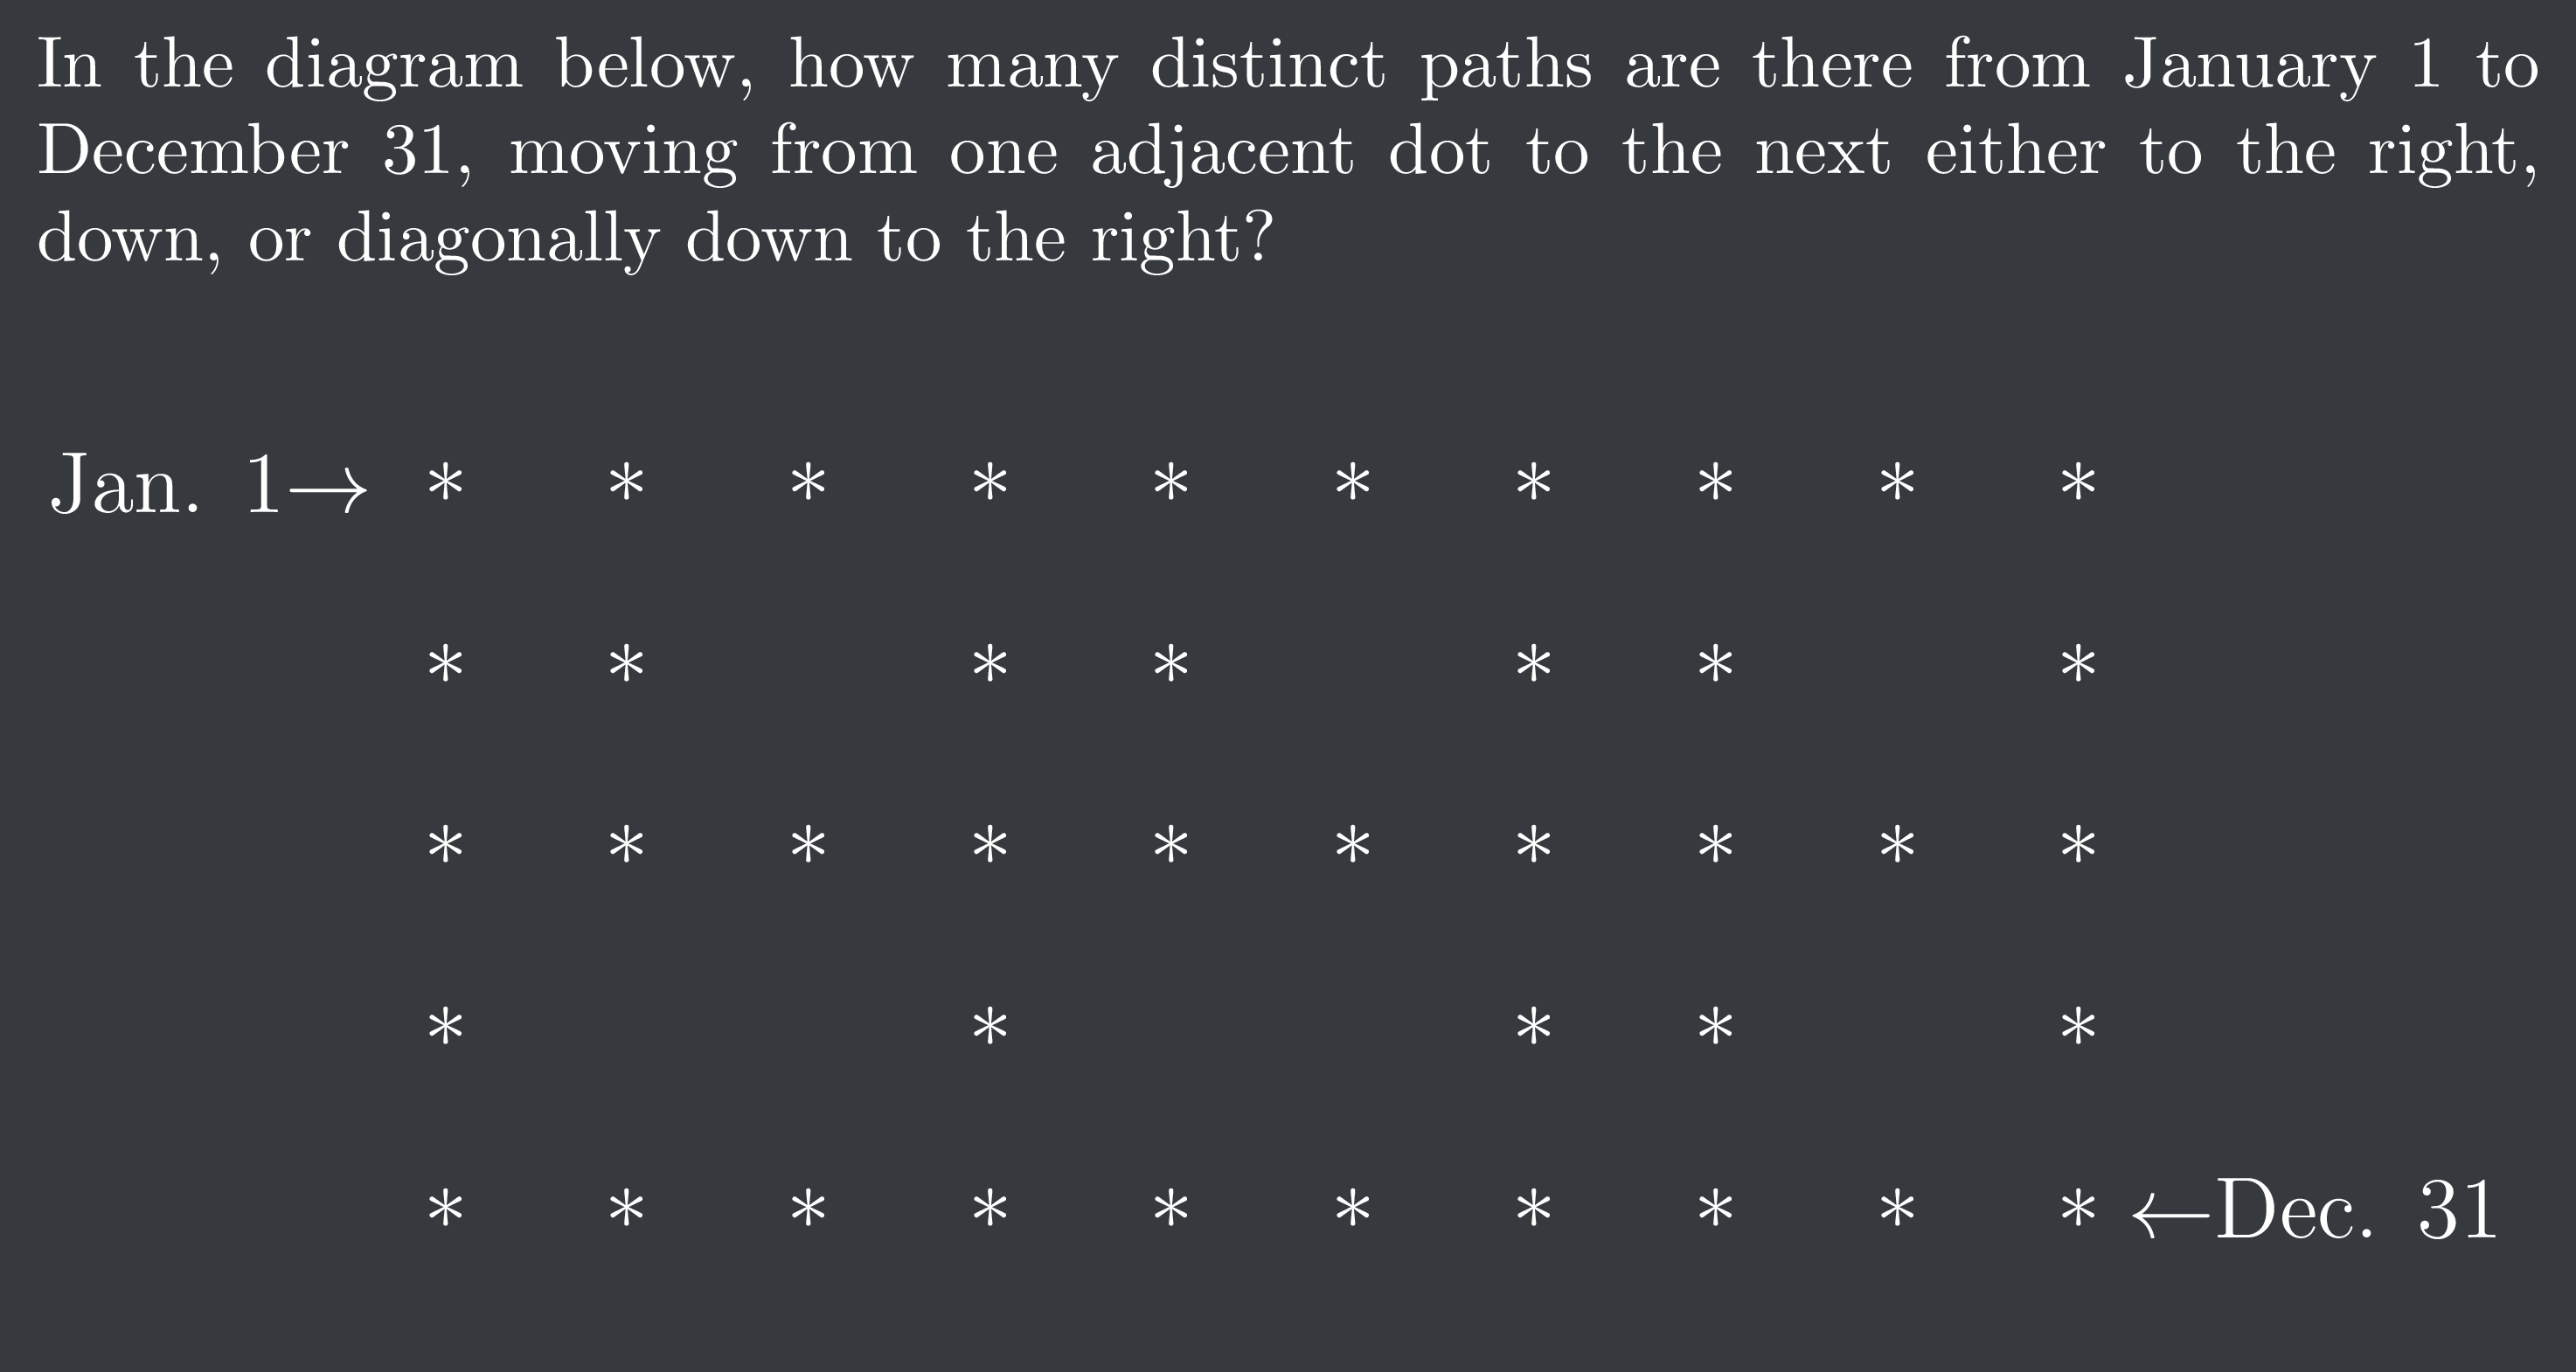 In the diagram below, how many distinct paths are there from January 1 to
December 31, moving from one adjacent dot to the next either to the right,
down, or diagonally down to the right?
Jan. 1→ * * * * * * * * * *
* * * * * * *
* * * * * * * * * *
* * * * *
* * * * * * * * * * ←Dec. 31